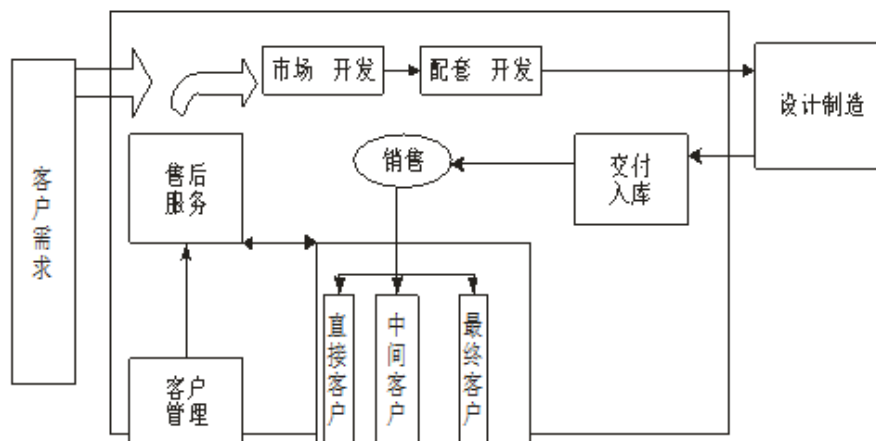 市场 开发
配套 开发
设计制造
客户需求
售后
服务
销售
交付
入库
直接客户
中间客户
最终客户
客户
管理